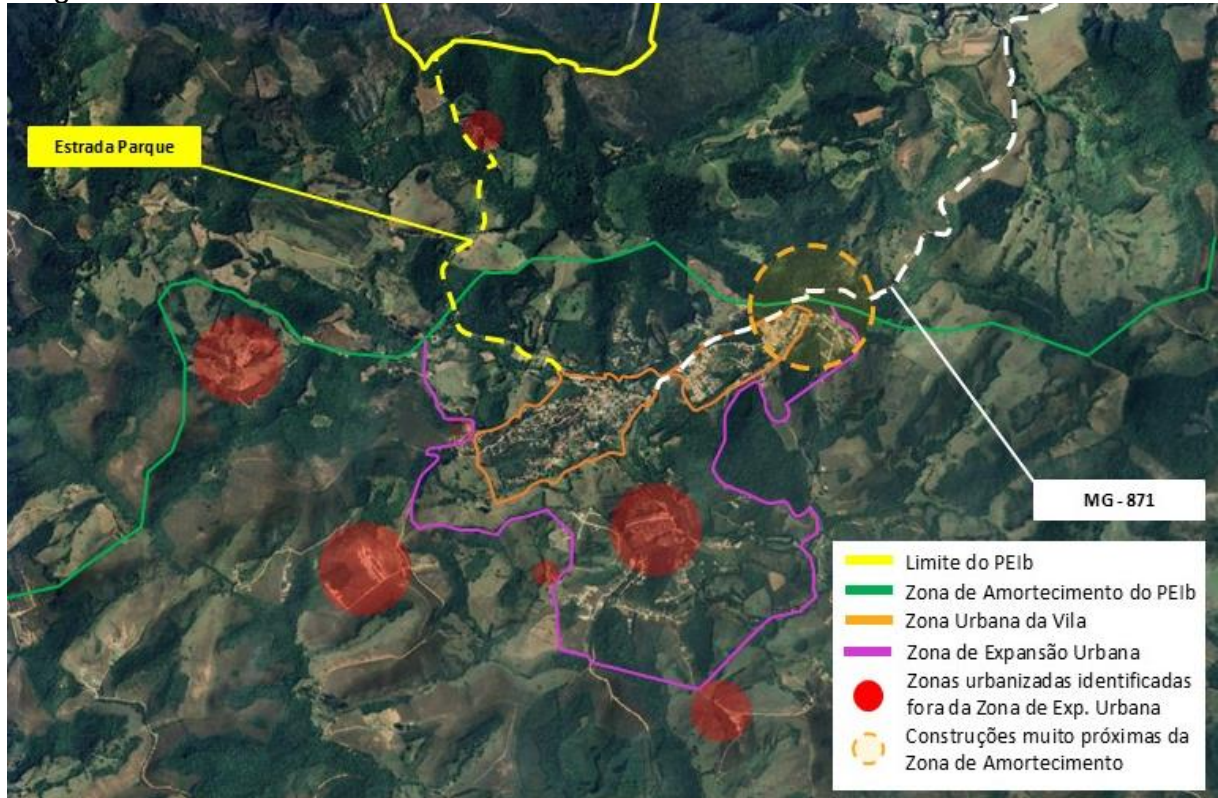 Estrada Parque
MG - 871
Limite do PEIb
Zona de Amortecimento do PEIb
Zona Urbana da Vila
Zona de Expansão Urbana
Zonas urbanizadas identificadas
fora da Zona de Exp. Urbana
Construções muito próximas da
Zona de Amortecimento